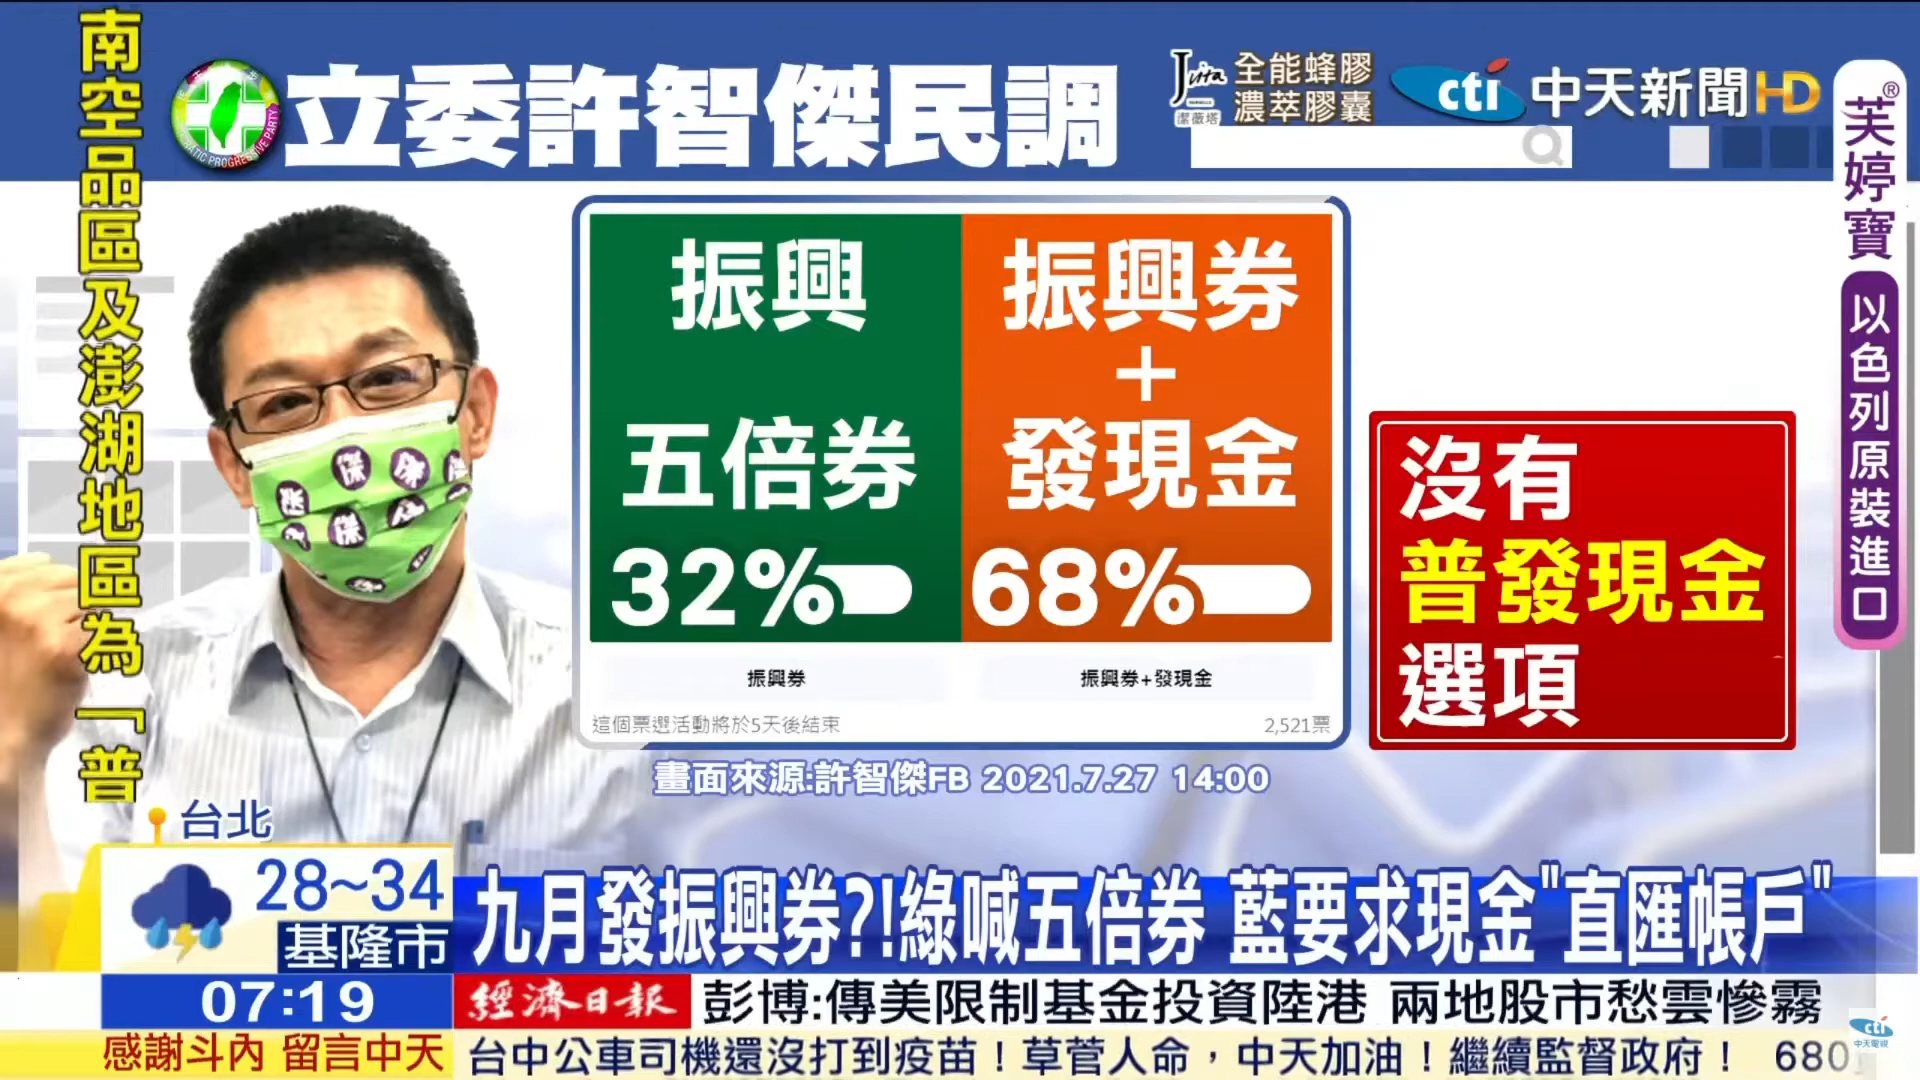 立委許智傑民調
Jvita
潔薇塔
全能蜂膠
濃萃膠囊
cti 中天新聞HD
芙婷寶®
以色列原裝進口
南空品區及澎湖地區為「普
振興
五倍券
32%
振興券
+
發現金
68%
振興券
振興券+發現金
這個票選活動將於5天後結束
2,521票
沒有
普發現金
選項
畫面來源:許智傑FB 2021.7.27 14:00
台北
28~34
基隆市
九月發振興券?!綠喊五倍券 藍要求現金"直匯帳戶"
07:19
經濟日報
彭博:傳美限制基金投資陸港 兩地股市愁雲慘霧
感謝斗內 留言中天
台中公車司機還沒打到疫苗！草菅人命，中天加油！繼續監督政府！ 680
cti
中天電視